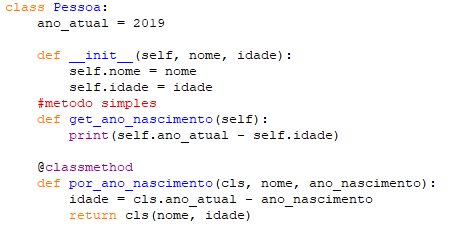 class Pessoa:
    ano_atual = 2019
    def __init__(self, nome, idade):
        self.nome = nome
        self.idade = idade
    #metodo simples
    def get_ano_nascimento(self):
        print(self.ano_atual - self.idade)
    @classmethod
    def por_ano_nascimento(cls, nome, ano_nascimento):
        idade = cls.ano_atual - ano_nascimento
        return cls(nome, idade)